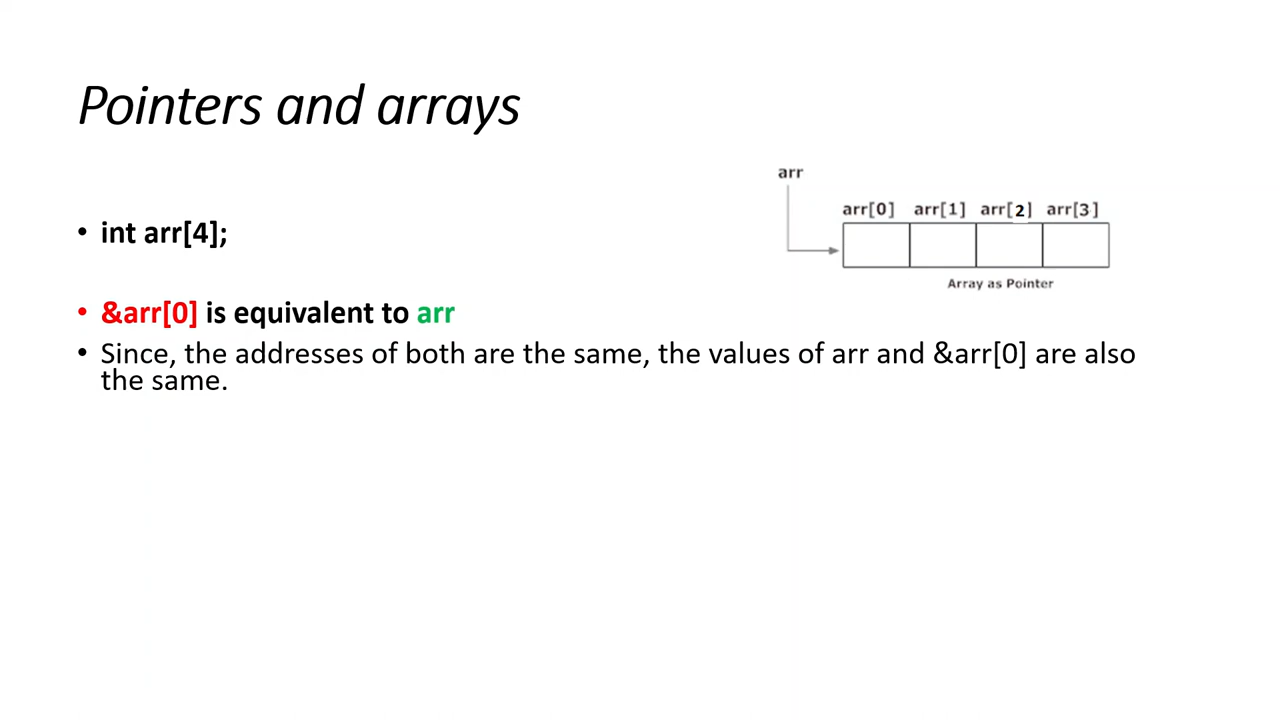 Pointers and arrays
arr
arr[0] arr[1] arr[2] arr[3]
Array as Pointer
• int arr[4];
• &arr[0] is equivalent to arr
• Since, the addresses of both are the same, the values of arr and &arr[0] are also
the same.